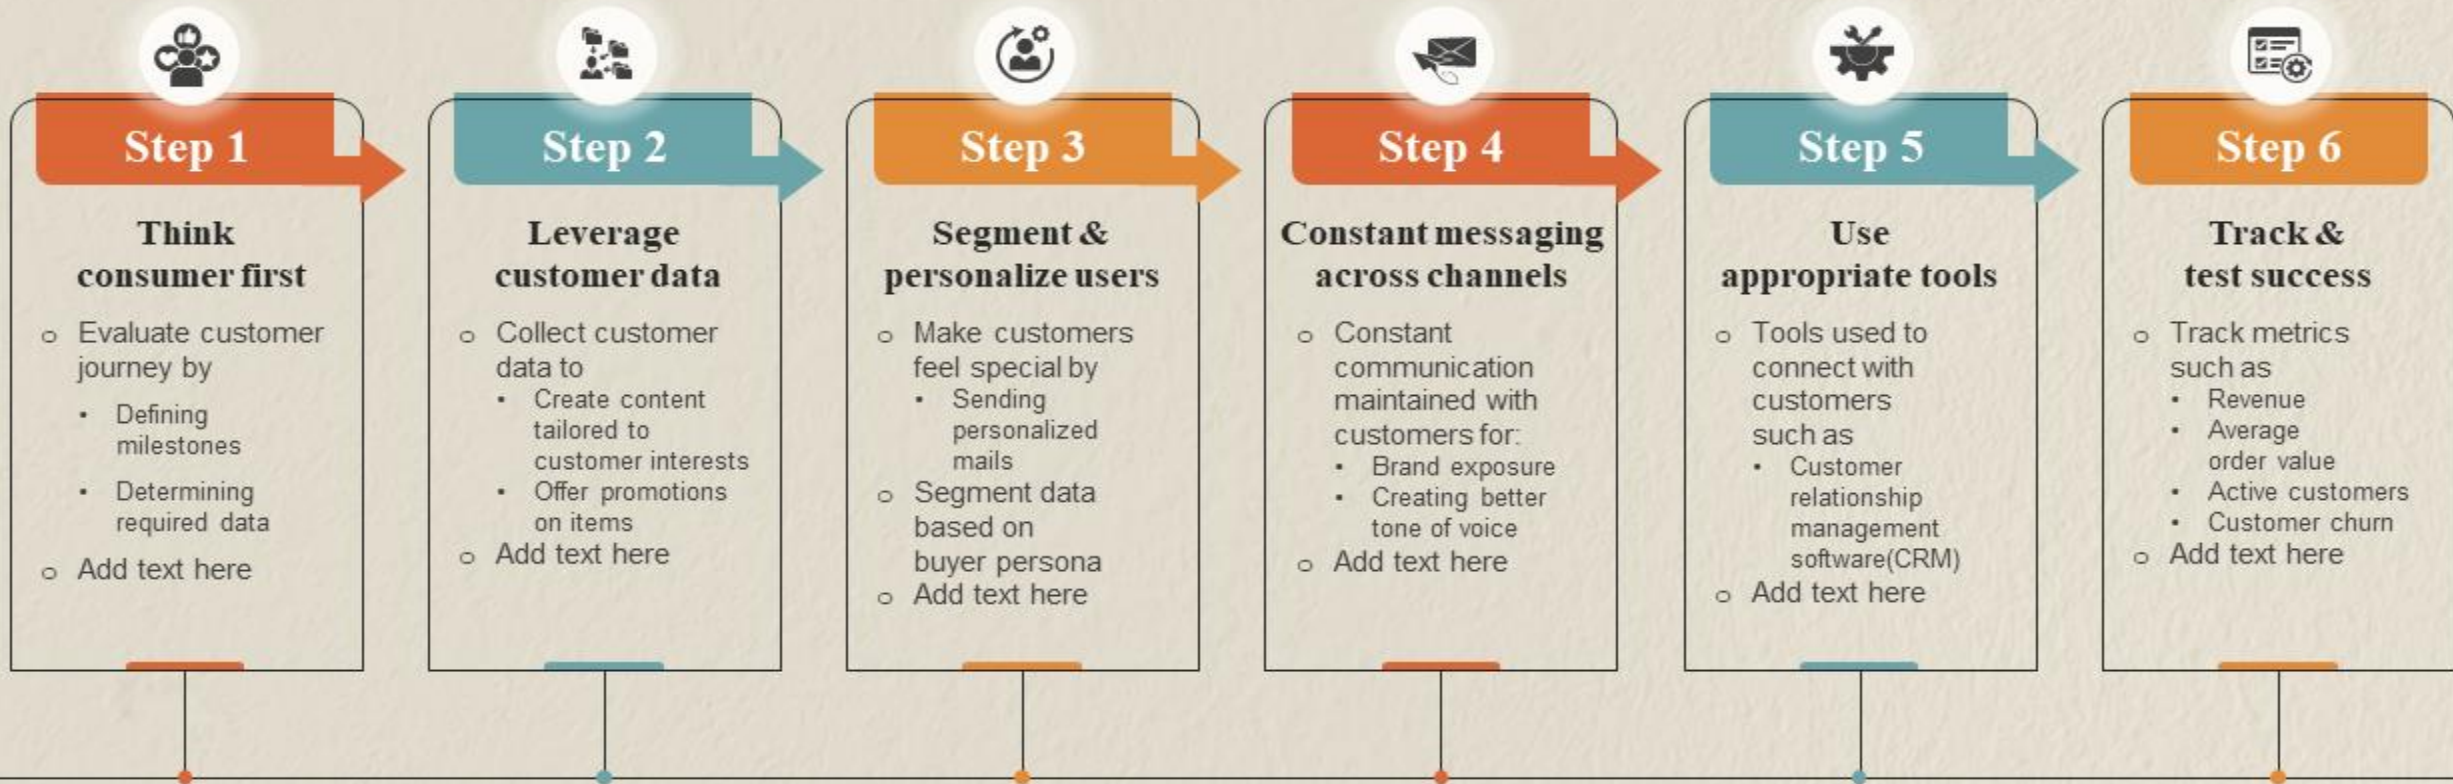 Step 1
Think
consumer first
o Evaluate customer
journey by
• Defining
milestones
• Determining
required data
o Add text here
Step 2
Leverage
customer data
o Collect customer
data to
• Create content
tailored to
customer interests
• Offer promotions
on items
o Add text here
Step 3
Segment &
personalize users
o Make customers
feel special by
• Sending
personalized
mails
o Segment data
based on
buyer persona
o Add text here
Step 4
Constant messaging
across channels
o Constant
communication
maintained with
customers for:
• Brand exposure
• Creating better
tone of voice
o Add text here
Step 5
Use
appropriate tools
o Tools used to
connect with
customers
such as
• Customer
relationship
management
software(CRM)
o Add text here
Step 6
Track &
test success
o Track metrics
such as
• Revenue
• Average
order value
• Active customers
• Customer churn
o Add text here